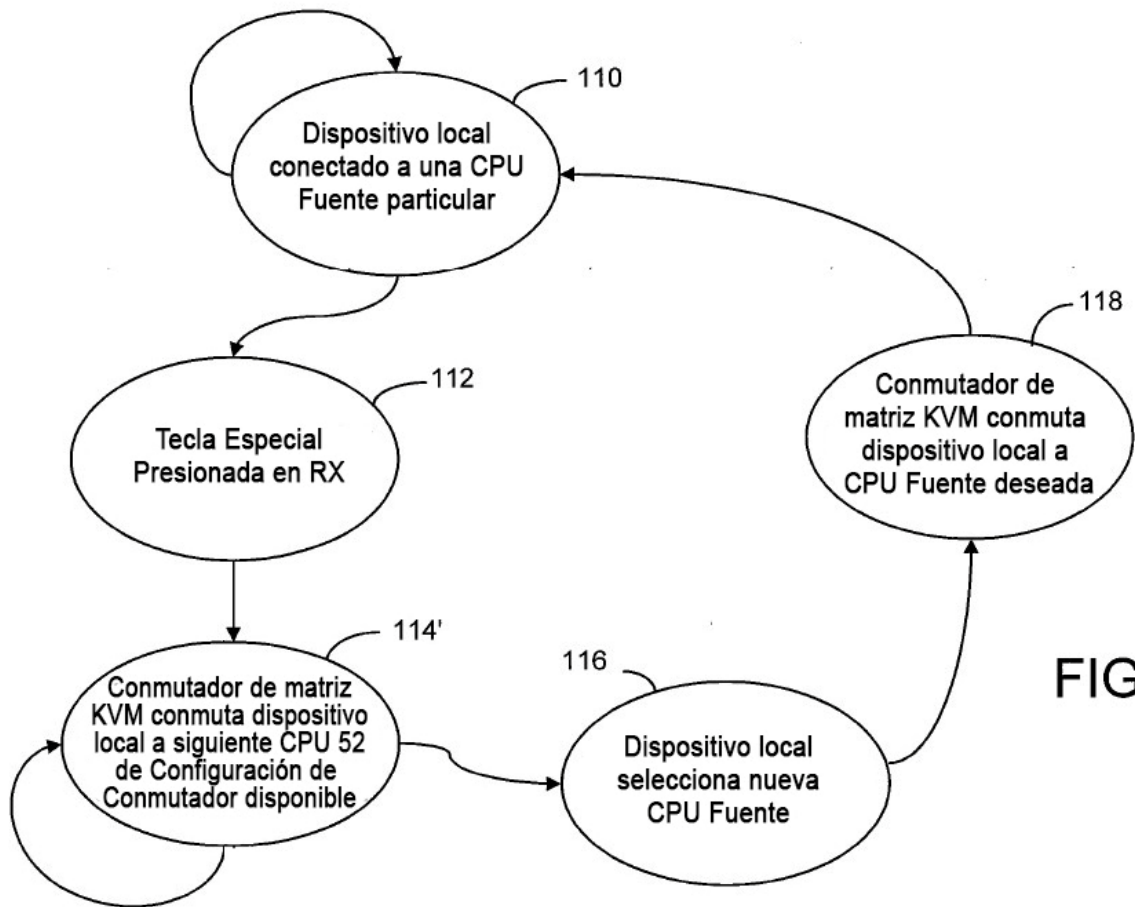 110
Dispositivo local
conectado a una CPU
Fuente particular
112
Tecla Especial
Presionada en RX
118
Conmutador de
matriz KVM conmuta
dispositivo local a
CPU Fuente deseada
114'
Conmutador de matriz
KVM conmuta dispositivo
local a siguiente CPU 52
de Configuración de
Conmutador disponible
116
Dispositivo local
selecciona nueva
CPU Fuente
FIG